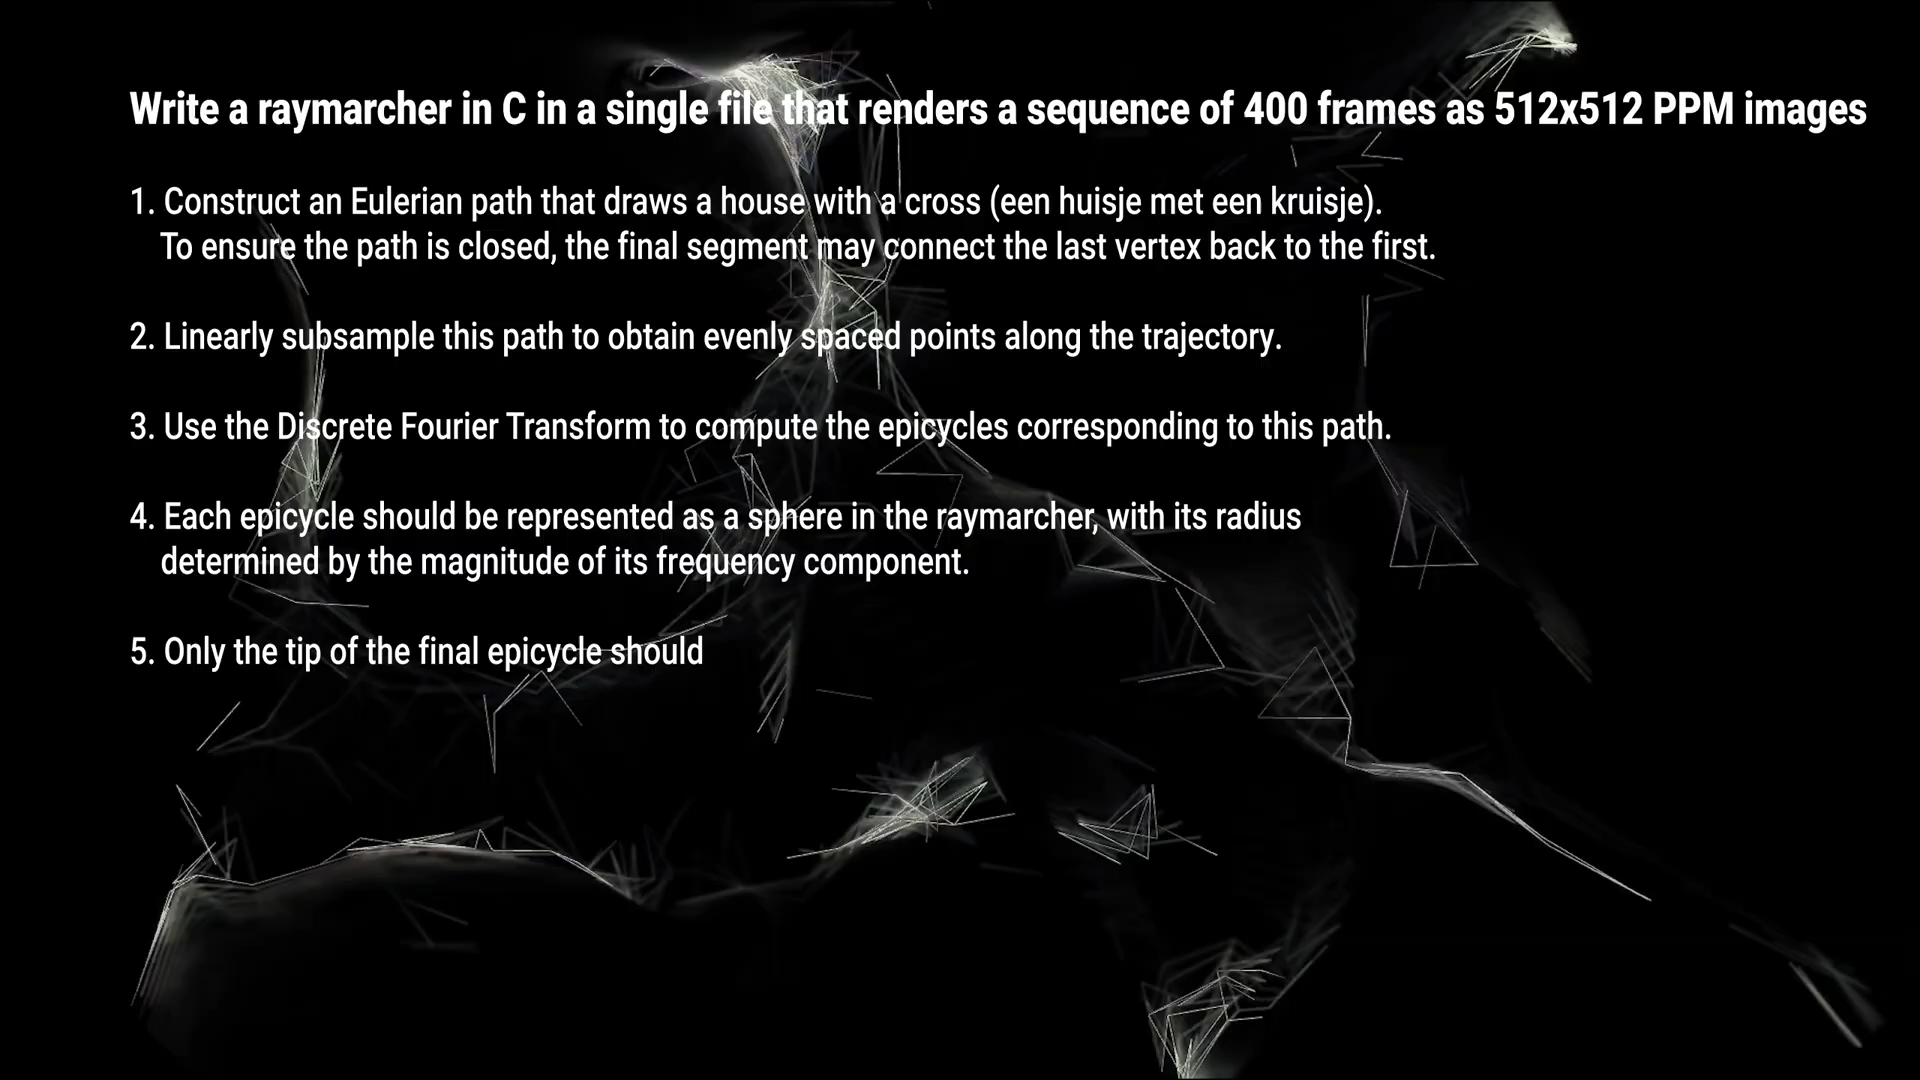 Write a raymarcher in C in a single file that renders a sequence of 400 frames as 512x512 PPM images
1. Construct an Eulerian path that draws a house with a cross (een huisje met een kruisje).
To ensure the path is closed, the final segment may connect the last vertex back to the first.
2. Linearly subsample this path to obtain evenly spaced points along the trajectory.
3. Use the Discrete Fourier Transform to compute the epicycles corresponding to this path.
4. Each epicycle should be represented as a sphere in the raymarcher, with its radius
determined by the magnitude of its frequency component.
5. Only the tip of the final epicycle should